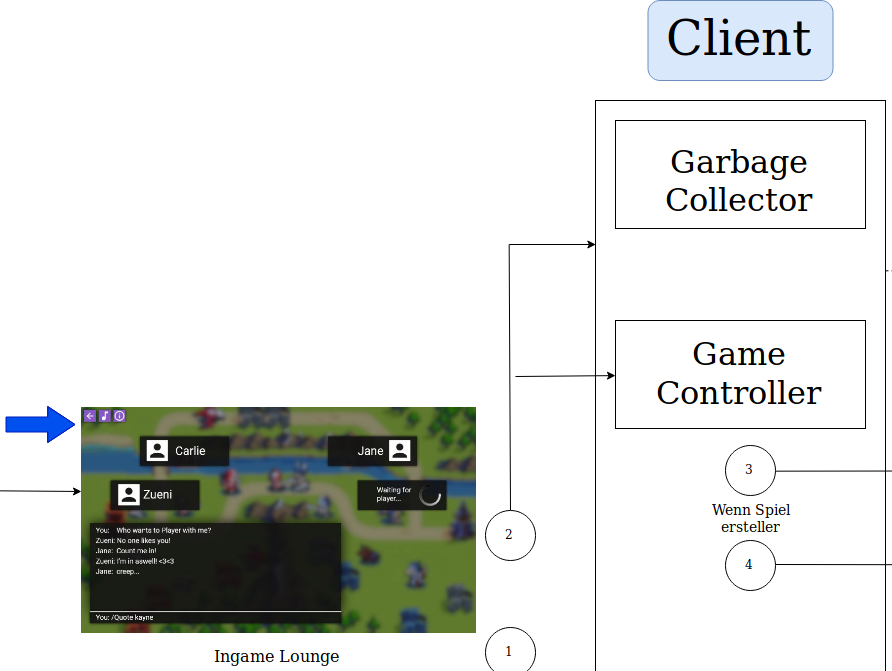 Client
Garbage
Collector
Game
Controller
3
Wenn Spiel
ersteller
4
2
1
Carlie
Jane
Zueni
Waiting for
player...
You: Who wants to Player with me?
Zueni: No one likes you!
Jane: Count me in!
Zueni: I'm in aswell! <3<3
Jane: creep...
You: /Quote kayne
Ingame Lounge